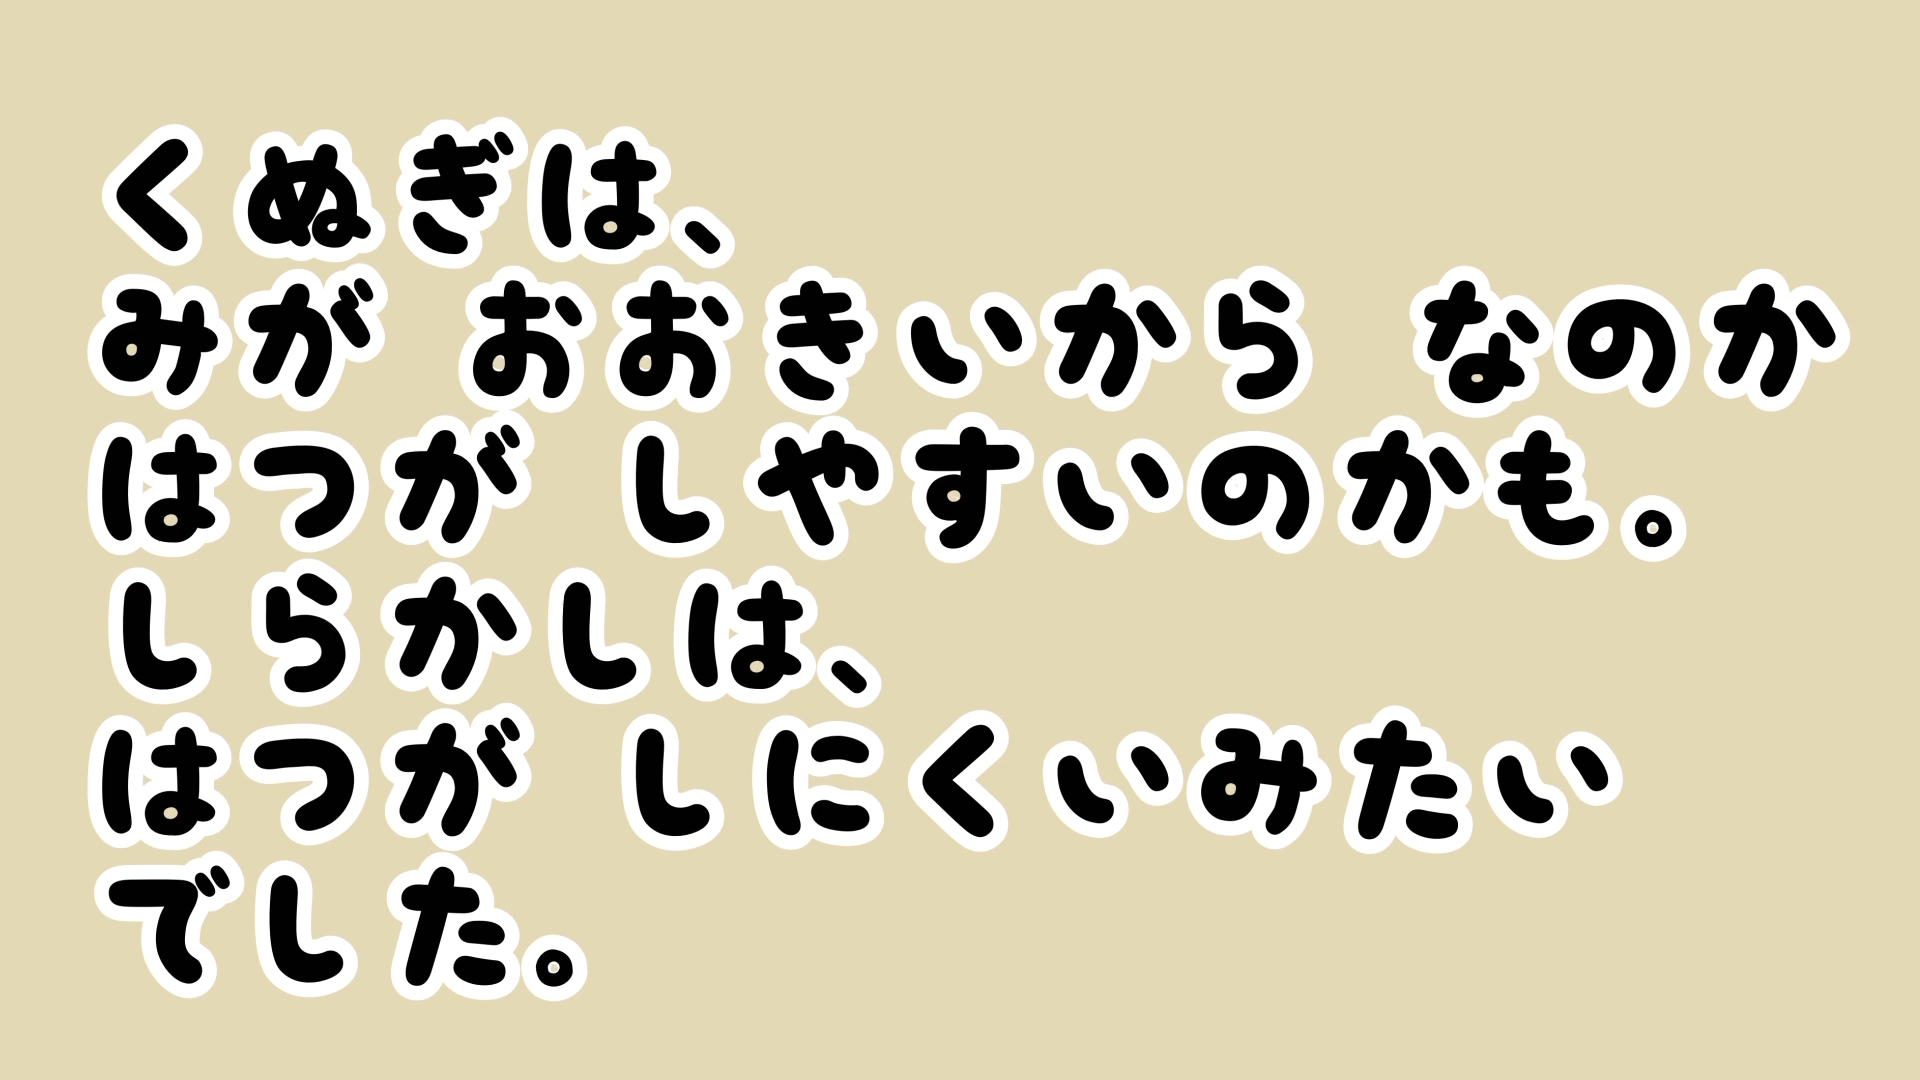 くぬぎは、
みが おおきいから なのか
はつが しやすいのかも。
しらかしは、
はつが しにくいみたい
でした。